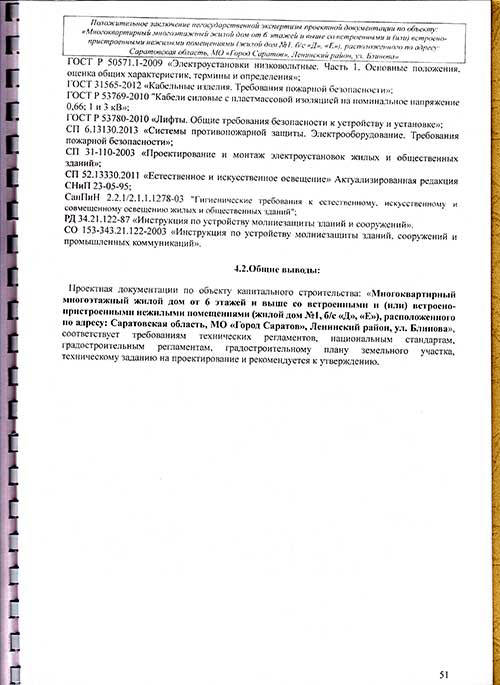 Положительное заключение негосударственной экспертизы проектной документации по объекту:
«Многоквартирный многоэтажный жилой дом от 6 этажей и выше со встроенными и (или) встроено-
пристроенными нежилыми помещениями (жилой дом №1, б/с «Д», «Е»), расположенного по адресу:
Саратовская область, МО «Город Саратов», Ленинский район, ул. Блинова»
ГОСТ Р 50571.1-2009 «Электроустановки низковольтные. Часть 1. Основные положения,
оценка общих характеристик, термины и определения»;
ГОСТ 31565-2012 «Кабельные изделия. Требования пожарной безопасности»;
ГОСТ Р 53769-2010 "Кабели силовые с пластмассовой изоляцией на номинальное напряжение
0,66; 1 и 3 кВ»;
ГОСТ Р 53780-2010 «Лифты. Общие требования безопасности к устройству и установке»;
СП 6.13130.2013 «Системы противопожарной защиты. Электрооборудование. Требования
пожарной безопасности»;
СП 31-110-2003 «Проектирование и монтаж электроустановок жилых и общественных
зданий»;
СП 52.13330.2011 «Естественное и искусственное освещение» Актуализированная редакция
СНиП 23-05-95;
СанПиН 2.2.1/2.1.1.1278-03 "Гигиенические требования к естественному, искусственному и
совмещенному освещению жилых и общественных зданий";
РД 34.21.122-87 «Инструкция по устройству молниезащиты зданий и сооружений».
СО 153-343.21.122-2003 «Инструкция по устройству молниезащиты зданий, сооружений и
промышленных коммуникаций».
4.2.Общие выводы:
Проектная документации по объекту капитального строительства: «Многоквартирный
многоэтажный жилой дом от 6 этажей и выше со встроенными и (или) встроено-
пристроенными нежилыми помещениями (жилой дом №1, б/с «Д», «Е»), расположенного
по адресу: Саратовская область, МО «Город Саратов», Ленинский район, ул. Блинова»,
соответствует требованиям технических регламентов, национальным стандартам,
градостроительным регламентам, градостроительному плану земельного участка,
техническому заданию на проектирование и рекомендуется к утверждению.
51